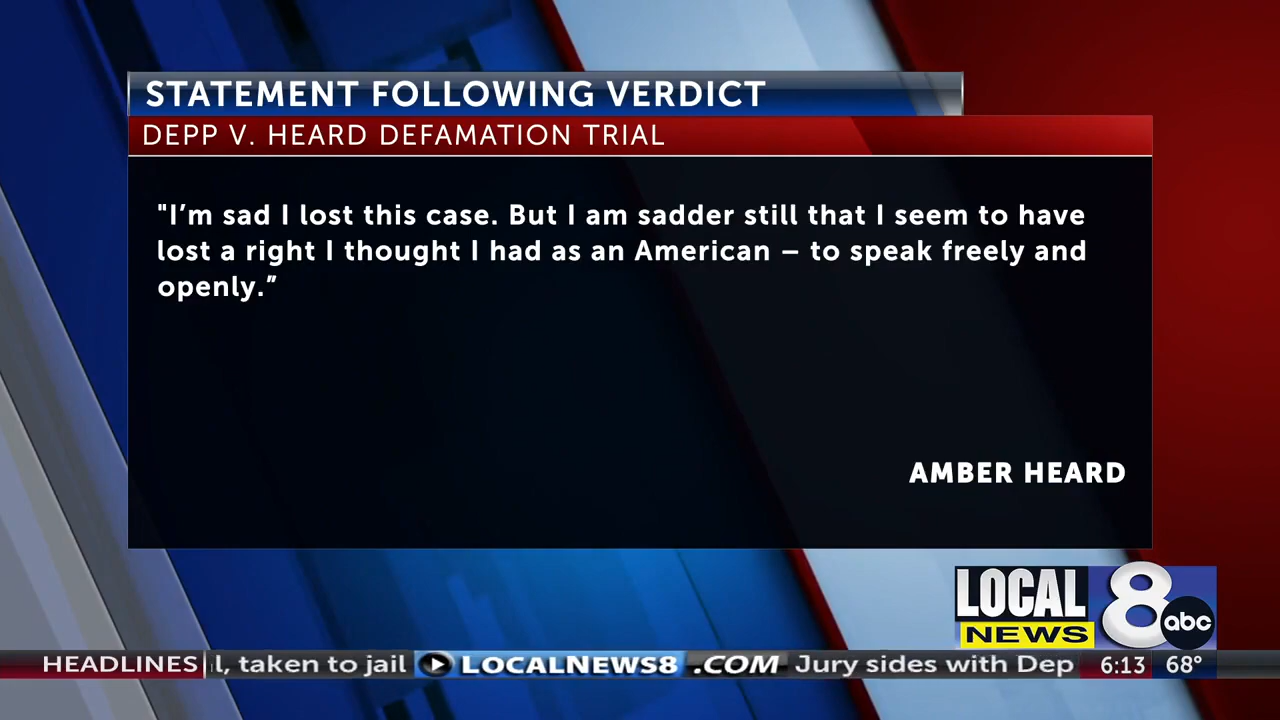 STATEMENT FOLLOWING VERDICT
DEPP V. HEARD DEFAMATION TRIAL
"I’m sad I lost this case. But I am sadder still that I seem to have
lost a right I thought I had as an American – to speak freely and
openly.”
AMBER HEARD
LOCAL
NEWS
8
abc
HEADLINES l, taken to jail LOCALNEWS8.COM Jury sides with Dep 6:13 68°